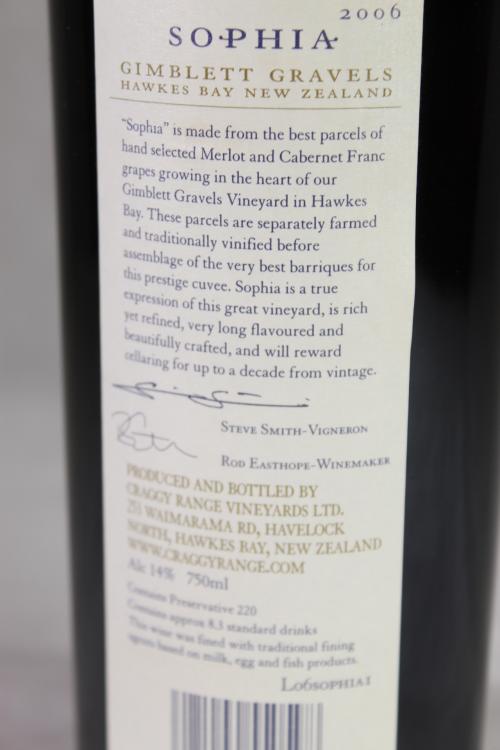 2006
SOPHIA
GIMBLETT GRAVELS
HAWKES BAY NEW ZEALAND
"Sophia" is made from the best parcels of
hand selected Merlot and Cabernet Franc
grapes growing in the heart of our
Gimblett Gravels Vineyard in Hawkes
Bay. These parcels are separately farmed
and traditionally vinified before
assemblage of the very best barriques for
this prestige cuvee. Sophia is a true
expression of this great vineyard, is rich
yet refined, very long flavoured and
beautifully crafted, and will reward
cellaring for up to a decade from vintage.
STEVE SMITH-VIGNERON
ROD EASTHOPE-WINEMAKER
PRODUCED AND BOTTLED BY
CRAGGY RANGE VINEYARDS LTD.
253 WAIMARAMA RD, HAVELOCK
NORTH, HAWKES BAY, NEW ZEALAND
WWW.CRAGGYRANGE.COM
Alc 14% 750ml
Contains Preservative 220
Contains approx 8.3 standard drinks
This wine was fined with traditional fining
agents based on milk, egg and fish products.
L06SOPHIA1